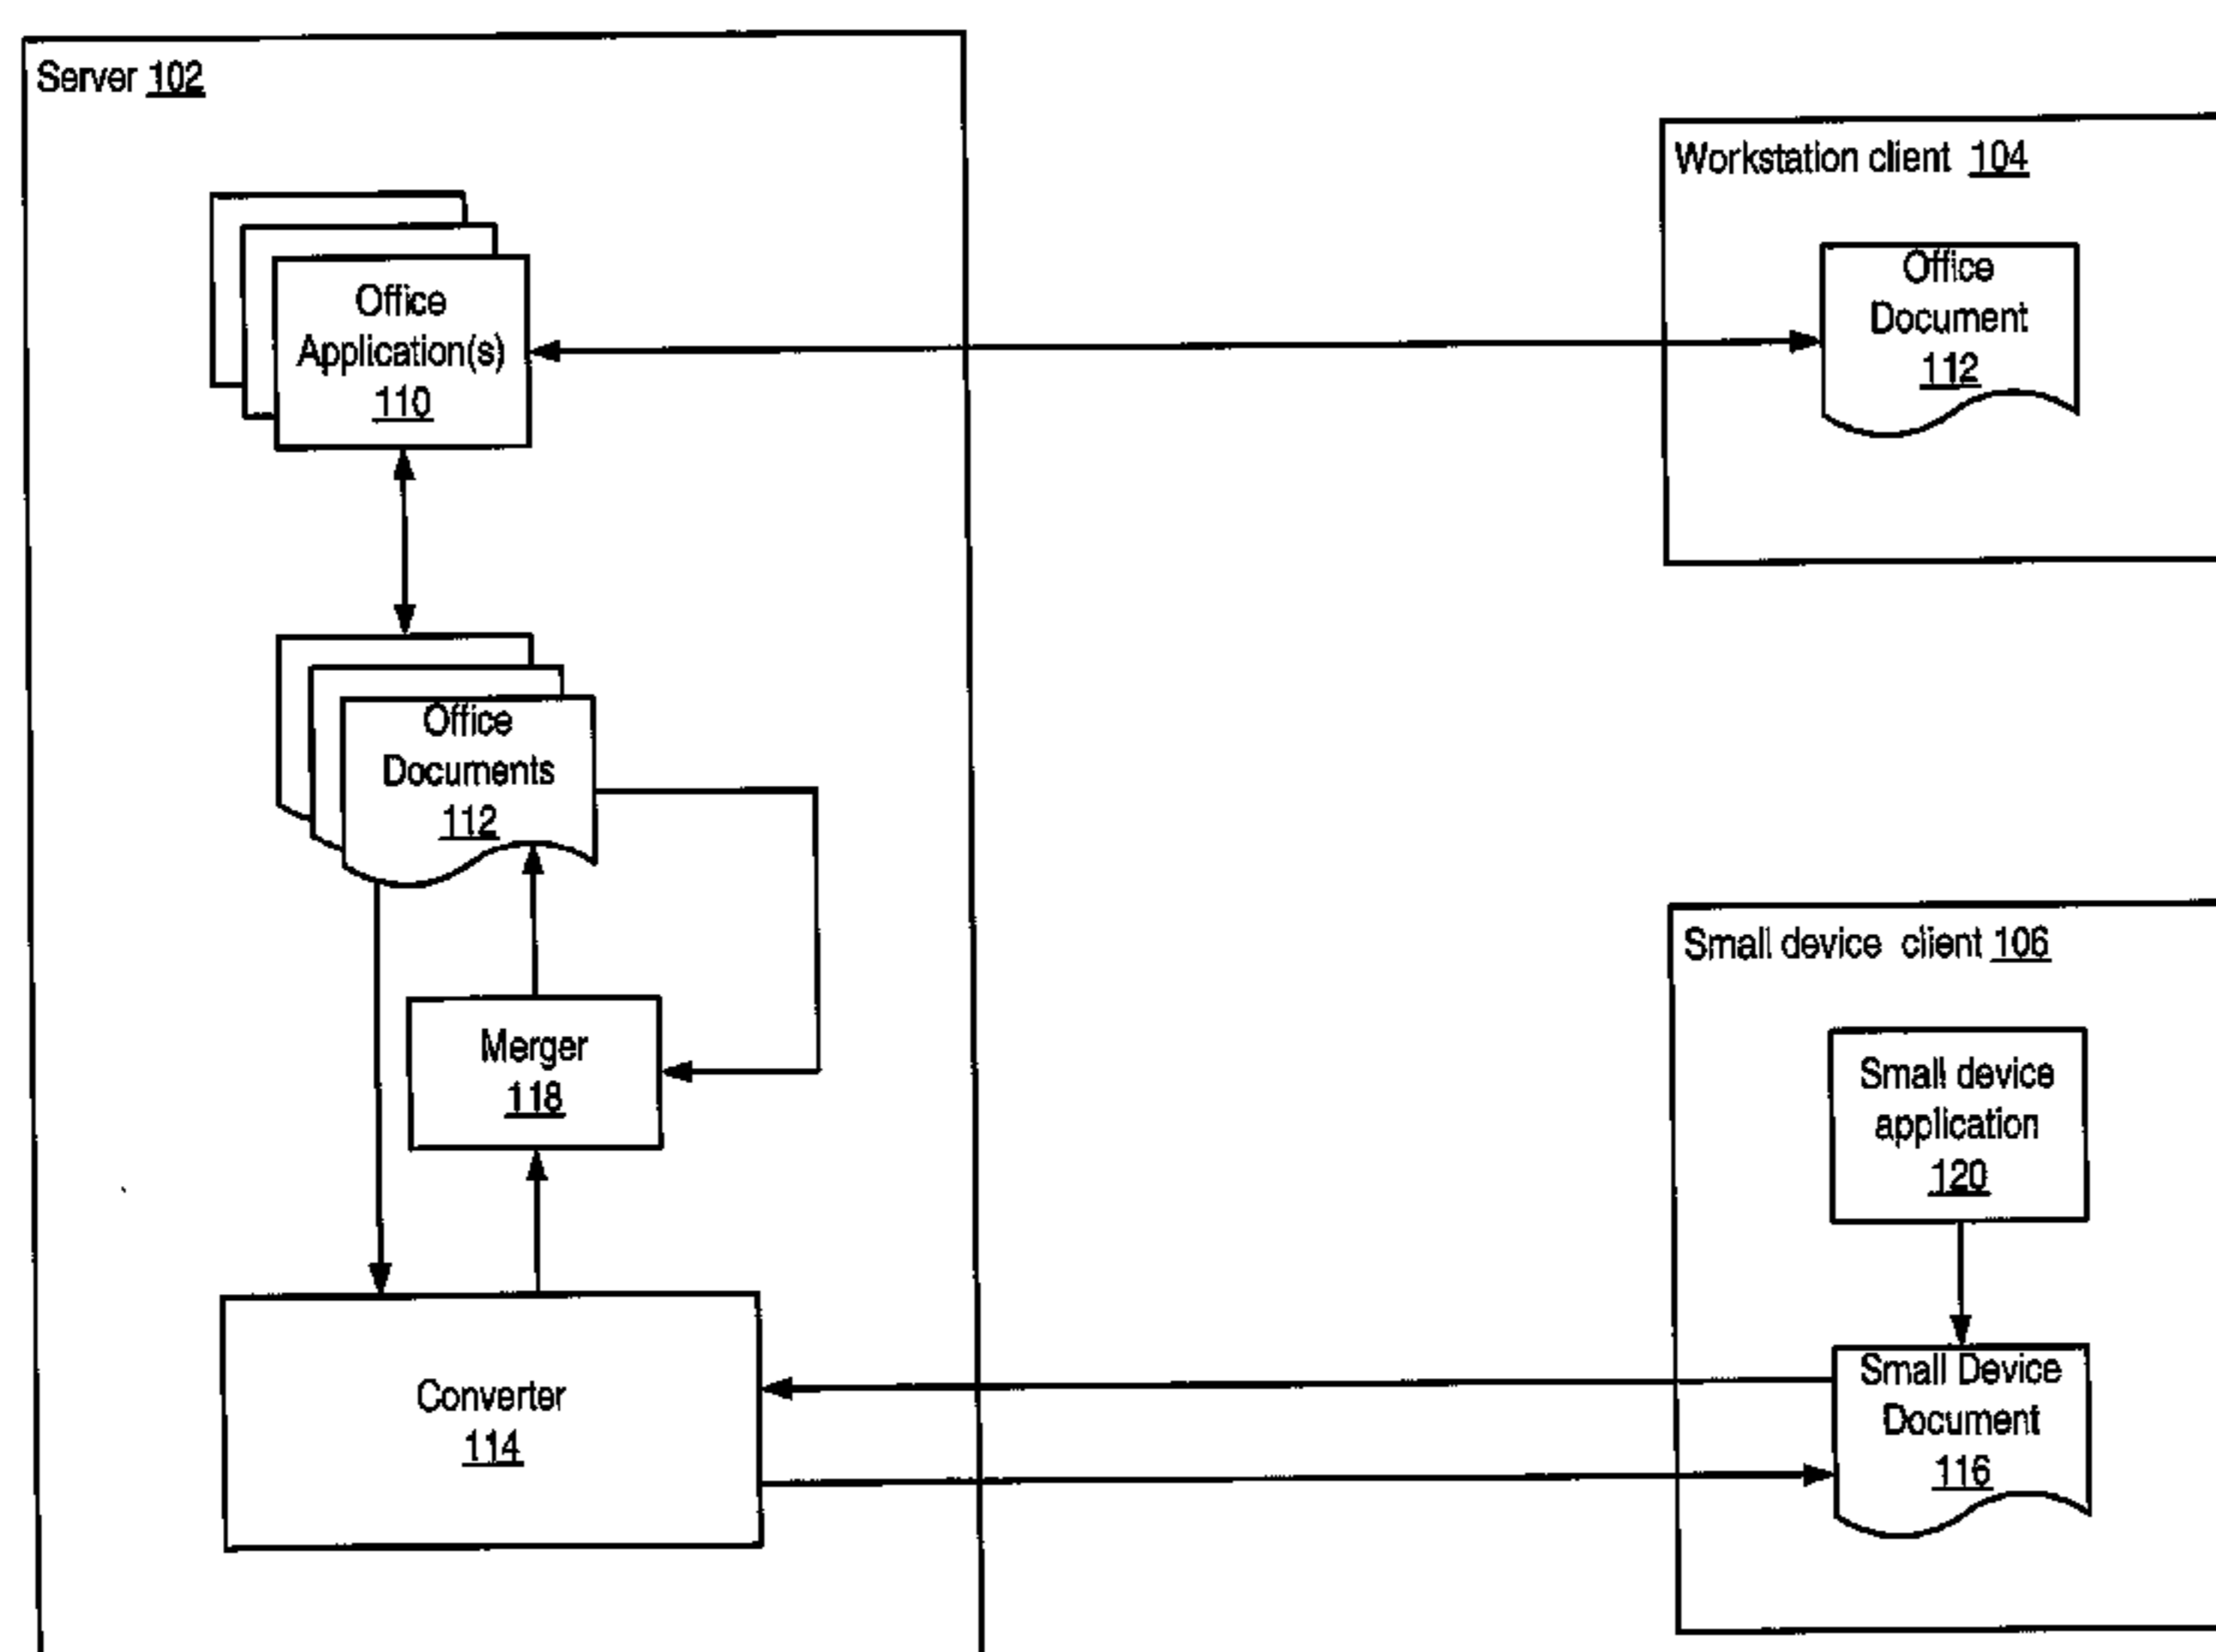 Server 102
Office
Application(s)
110
Office
Documents
112
Merger
118
Converter
114
Workstation client 104
Office
Document
112
Small device client 106
Small device
application
120
Small Device
Document
116